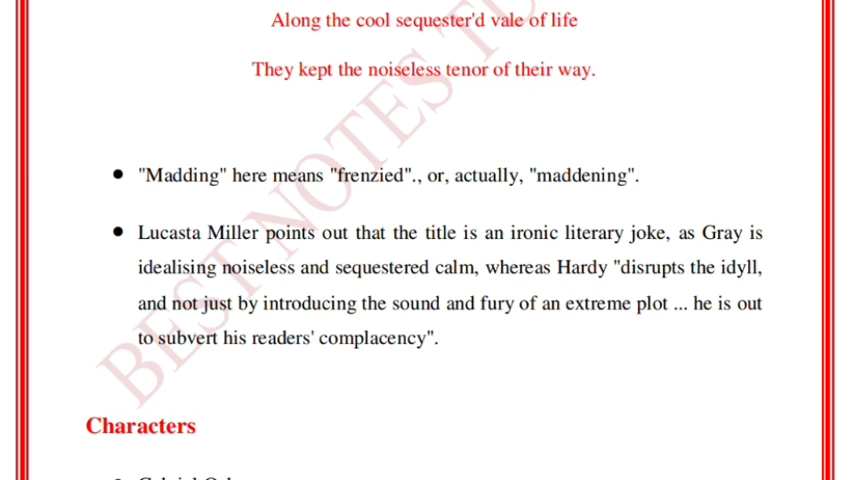 Along the cool sequester'd vale of life
They kept the noiseless tenor of their way.
● "Madding" here means "frenzied"., or, actually, "maddening".
● Lucasta Miller points out that the title is an ironic literary joke, as Gray is
idealising noiseless and sequestered calm, whereas Hardy "disrupts the idyll,
and not just by introducing the sound and fury of an extreme plot ... he is out
to subvert his readers' complacency".
Characters
BEST NOTES